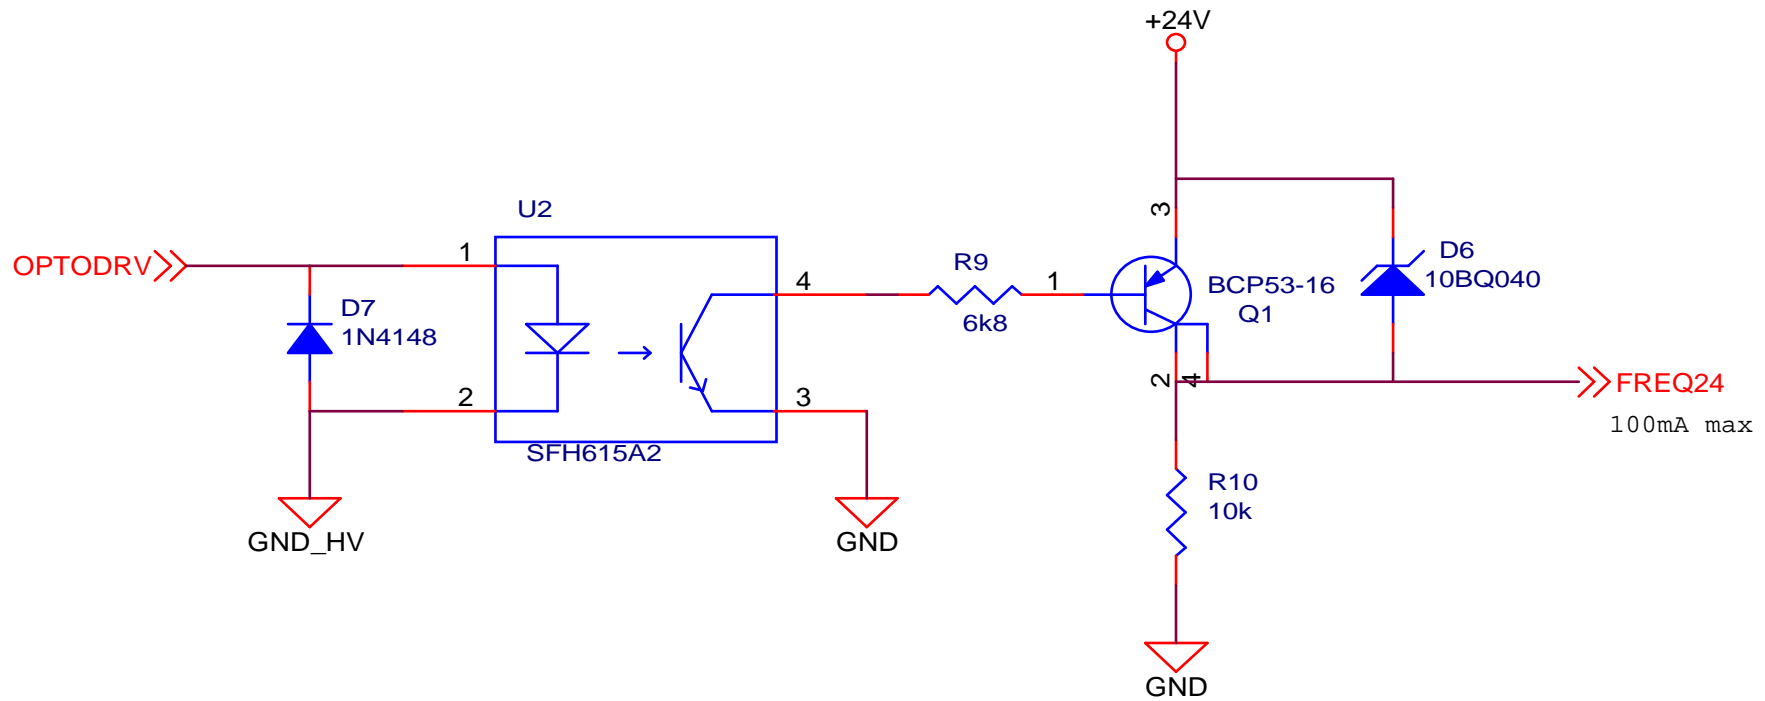 +24V
U2
3
OPTODRV
1
D6
10BQ040
R9
4
1
BCP53-16
Q1
D7
1N4148
6k8
2
3
2
4
FREQ24
100mA max
SFH615A2
R10
10k
GND_HV
GND
GND